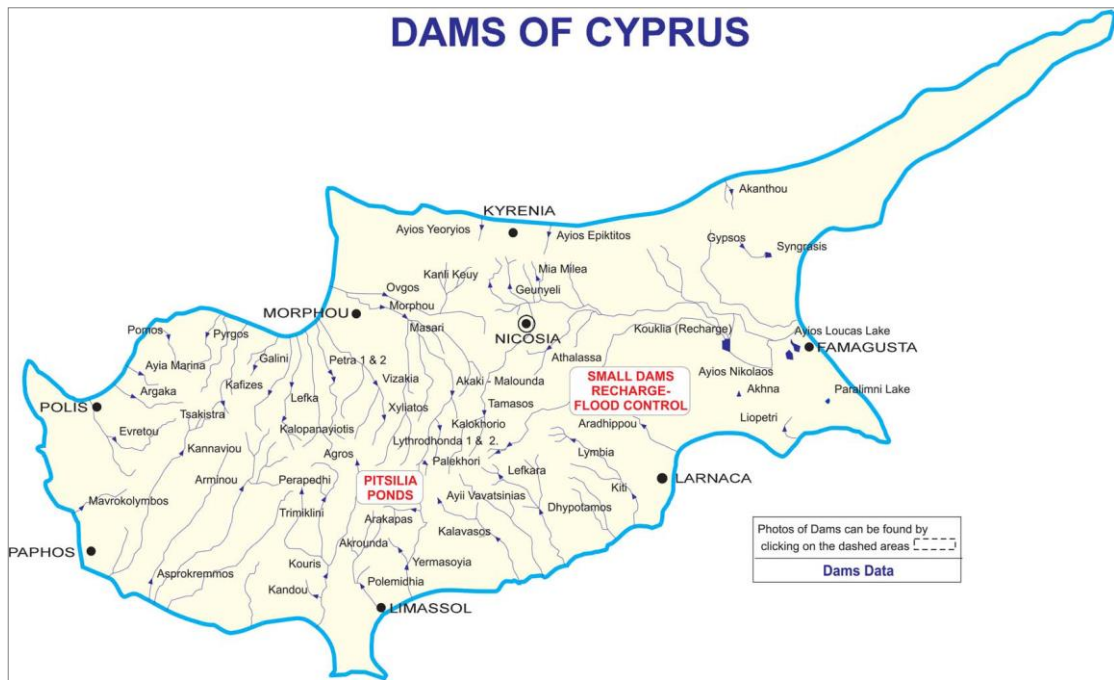 DAMS OF CYPRUS
Akanthou
KYRENIA
Ayios Yeoryios
Ayios Epiktitos
Gypsos
Syngrasis
Kanli Keuy
Mia Milea
Geunyeli
Ovgos
Morphou
MORPHOU
Masari
NICOSIA
Kouklia (Recharge)
Ayios Loucas Lake
FAMAGUSTA
Pomos
Pyrgos
Galini
Petra 1 & 2
Athalassa
Ayia Marina
Kafizes
Vizakia
Akaki - Malounda
SMALL DAMS
RECHARGE-
FLOOD CONTROL
Ayios Nikolaos
Akhna
Paralimni Lake
Argaka
Lefka
Tamasos
POLIS
Tsakistra
Xyliatos
Liopetri
Evretou
Kalopanayiotis
Kalokhorio
Aradhippou
Kannaviou
Lythrodhonda 1 & 2.
Lymbia
Agros
Palekhori
Lefkara
LARNACA
Arminou
Perapedhi
PITSILIA
PONDS
Kiti
Mavrokolymbos
Ayii Vavatsinias
Dhypotamos
Trimiklini
Arakapas
Kalavasos
PAPHOS
Akrounda
Kouris
Yermasoyia
Asprokremmos
Polemidhia
Kandou
LIMASSOL
Photos of Dams can be found by
clicking on the dashed areas
Dams Data